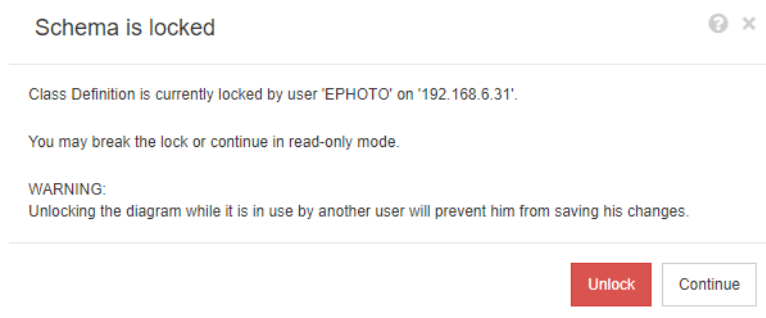 Schema is locked
Class Definition is currently locked by user 'EPHOTO' on '192.168.6.31'.
You may break the lock or continue in read-only mode.
WARNING:
Unlocking the diagram while it is in use by another user will prevent him from saving his changes.
Unlock
Continue